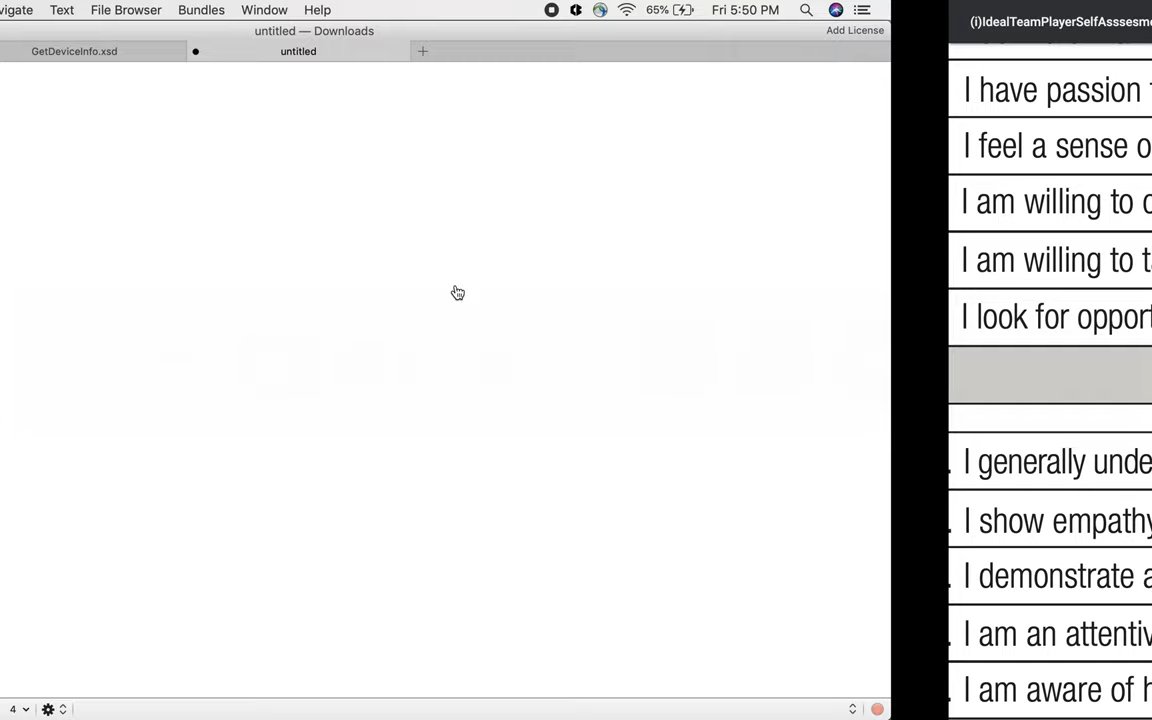 Text File Browser Bundles Window Help 65% Fri 5:50 PM
untitled — Downloads Add License
GetDeviceInfo.xsd untitled
4
(i)IdealTeamPlayerSelfAsssesme
I have passion
I feel a sense o
I am willing to
I am willing to t
I look for opport
. I generally unde
. I show empathy
. I demonstrate a
. I am an attentiv
. I am aware of h